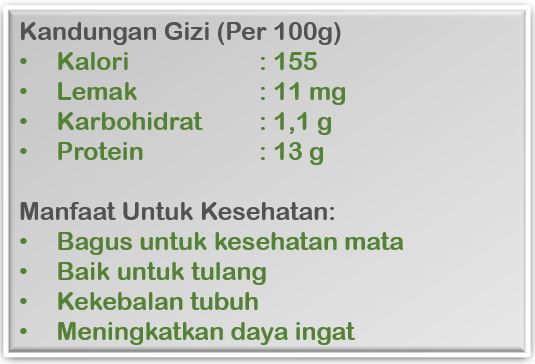 Kandungan Gizi (Per 100g)
• Kalori : 155
• Lemak : 11 mg
• Karbohidrat : 1,1 g
• Protein : 13 g
Manfaat Untuk Kesehatan:
• Bagus untuk kesehatan mata
• Baik untuk tulang
• Kekebalan tubuh
• Meningkatkan daya ingat